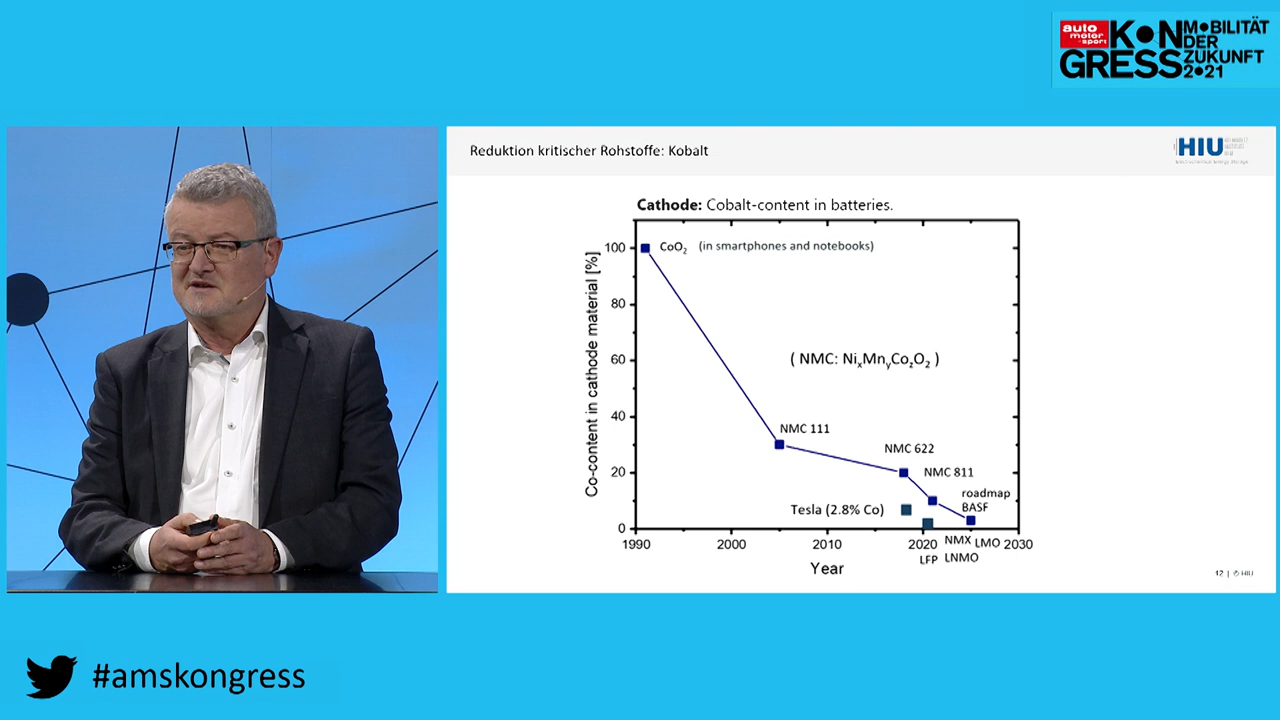 auto
motor
sport
KONGRESS
MOBILITÄT
DER
ZUKUNFT
2021
Reduktion kritischer Rohstoffe: Kobalt
HIU
Cathode: Cobalt-content in batteries.
Co-content in cathode material [%]
100
80
60
40
20
0
CoO₂ (in smartphones and notebooks)
( NMC: NiₓMnᵧCo₂O₂ )
NMC 111
NMC 622
NMC 811
roadmap
BASF
Tesla (2.8% Co)
NMX LMO
LFP LNMO
1990 2000 2010 2020 2030
Year
12 | © HIU
#amskongress